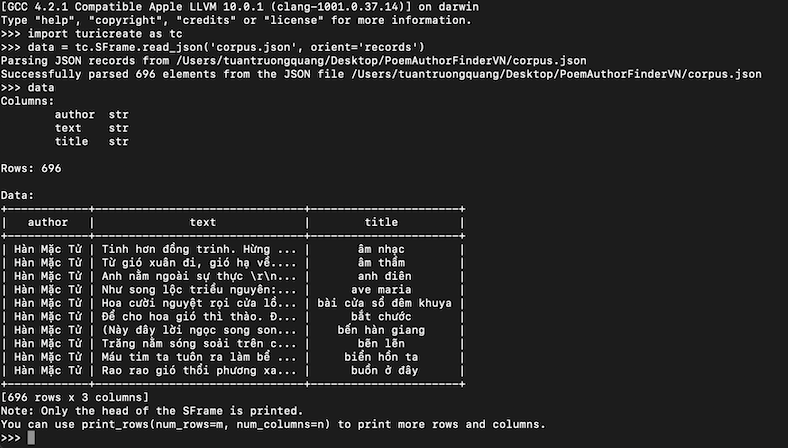 [GCC 4.2.1 Compatible Apple LLVM 10.0.1 (clang-1001.0.37.14)] on darwin
Type "help", "copyright", "credits" or "license" for more information.
>>> import turicreate as tc
>>> data = tc.SFrame.read_json('corpus.json', orient='records')
Parsing JSON records from /Users/tuantruongquang/Desktop/PoemAuthorFinderVN/corpus.json
Successfully parsed 696 elements from the JSON file /Users/tuantruongquang/Desktop/PoemAuthorFinderVN/corpus.json
>>> data
Columns:
        author  str
        text    str
        title   str

Rows: 696

Data:
+------------+--------------------------------+----------------------+
|   author   |              text              |        title         |
+------------+--------------------------------+----------------------+
| Hàn Mặc Tử | Tinh hơn đồng trinh. Hừng ...  |       âm nhạc        |
| Hàn Mặc Tử | Từ gió xuân đi, gió hạ về....  |       âm thầm        |
| Hàn Mặc Tử | Anh nằm ngoài sự thực \r\n...  |       anh điên       |
| Hàn Mặc Tử | Như song lộc triều nguyên:...  |      ave maria       |
| Hàn Mặc Tử | Hoa cười nguyệt rọi cửa lồ...  | bài cửa sổ đêm khuya |
| Hàn Mặc Tử | Để cho hoa gió thì thào. Đ...  |      bắt chước       |
| Hàn Mặc Tử | (Này đây lời ngọc song son...  |    bến hàn giang     |
| Hàn Mặc Tử | Trăng nằm sóng soải trên c...  |       bẽn lẽn        |
| Hàn Mặc Tử | Máu tim ta tuôn ra làm bể ...  |     biển hồn ta      |
| Hàn Mặc Tử | Rao rao gió thổi phương xa...  |      buồn ở đây      |
+------------+--------------------------------+----------------------+
[696 rows x 3 columns]
Note: Only the head of the SFrame is printed.
You can use print_rows(num_rows=m, num_columns=n) to print more rows and columns.
>>>